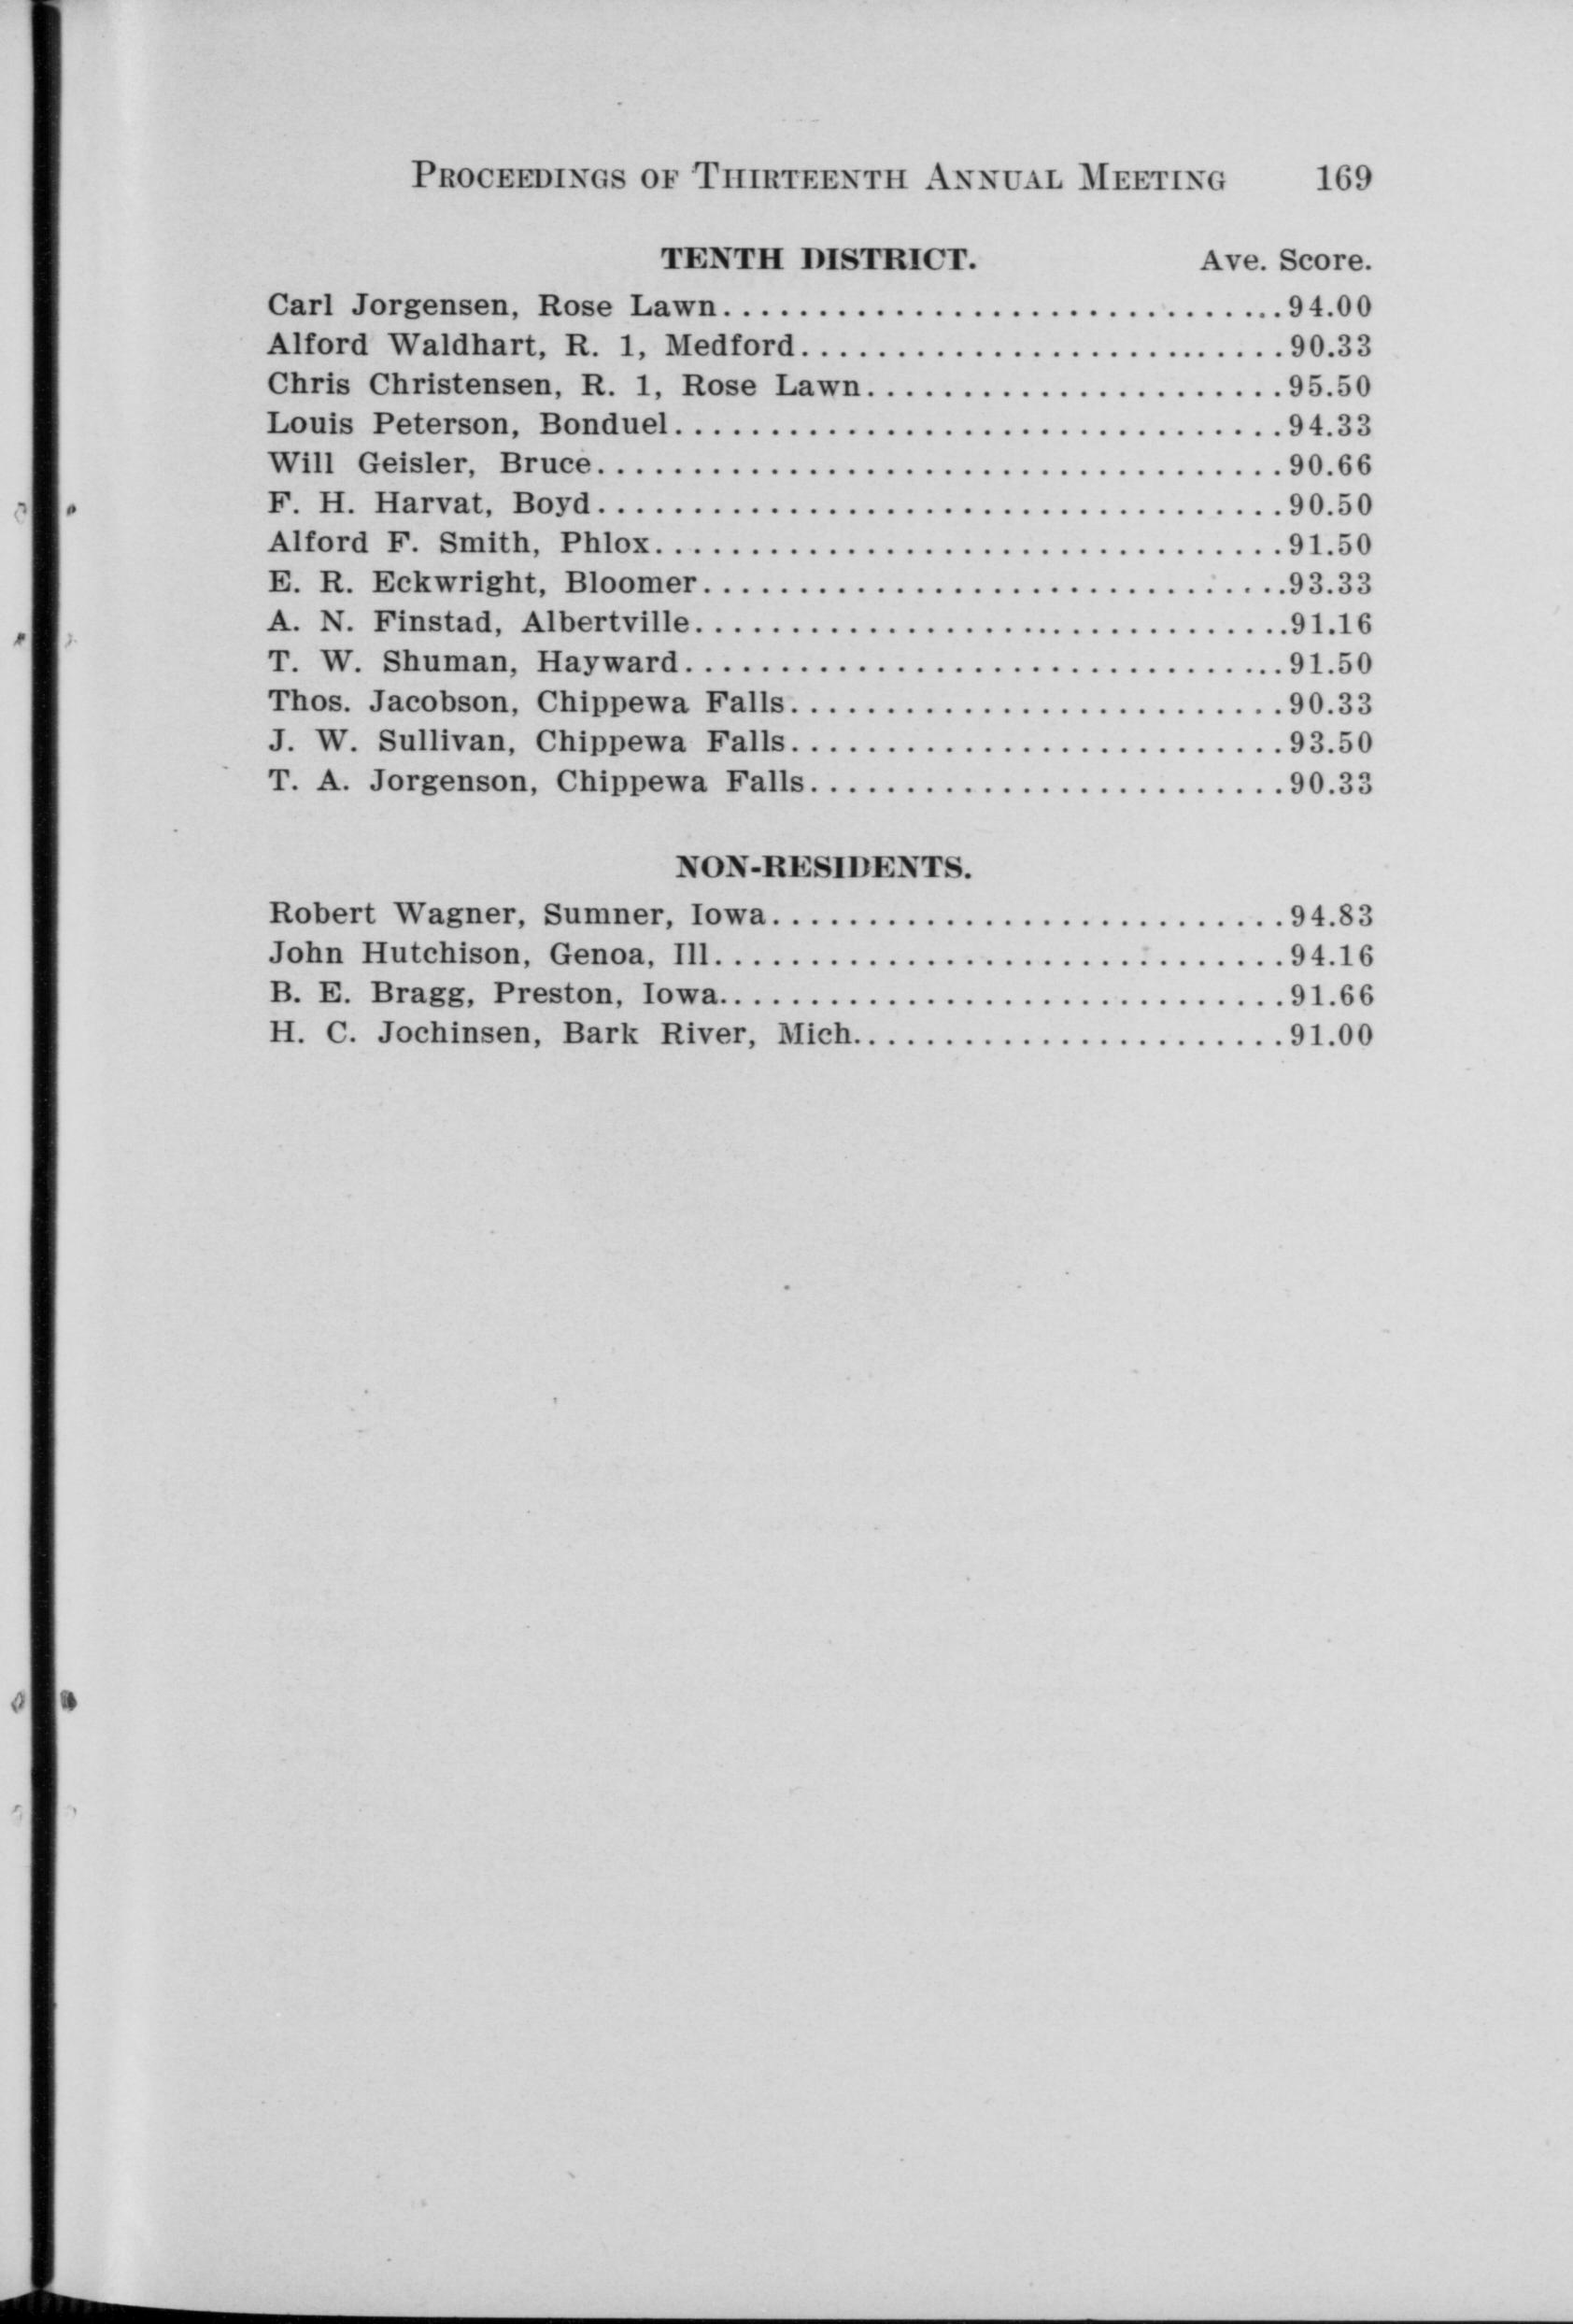 PROCEEDINGS OF THIRTEENTH ANNUAL MEETING 169
TENTH DISTRICT. Ave. Score.
Carl Jorgensen, Rose Lawn..............................94.00
Alford Waldhart, R. 1, Medford..........................90.33
Chris Christensen, R. 1, Rose Lawn......................95.50
Louis Peterson, Bonduel................................94.33
Will Geisler, Bruce....................................90.66
F. H. Harvat, Boyd....................................90.50
Alford F. Smith, Phlox.................................91.50
E. R. Eckwright, Bloomer...............................93.33
A. N. Finstad, Albertville...............................91.16
T. W. Shuman, Hayward................................91.50
Thos. Jacobson, Chippewa Falls..........................90.33
J. W. Sullivan, Chippewa Falls..........................93.50
T. A. Jorgenson, Chippewa Falls.........................90.33
NON-RESIDENTS.
Robert Wagner, Sumner, Iowa...........................94.83
John Hutchison, Genoa, Ill..............................94.16
B. E. Bragg, Preston, Iowa..............................91.66
H. C. Jochinsen, Bark River, Mich.......................91.00